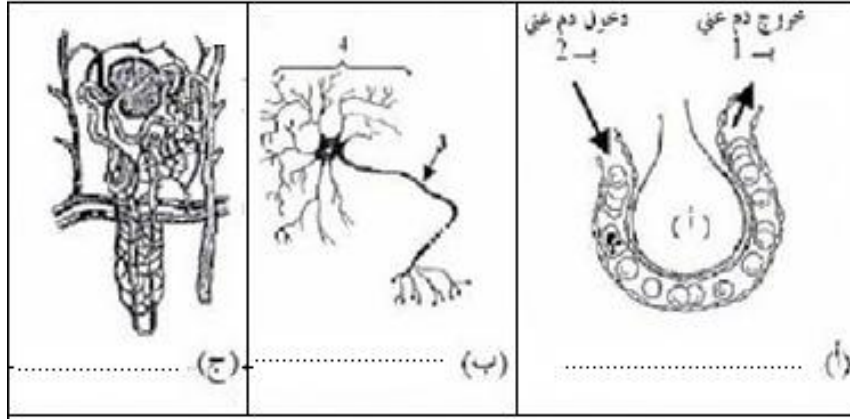 خروج دم غني
بـ 1
دخول دم غني
بـ 2
(أ)
4
3
(أ) ..............................
(ب) ..............................
(ج) ..............................